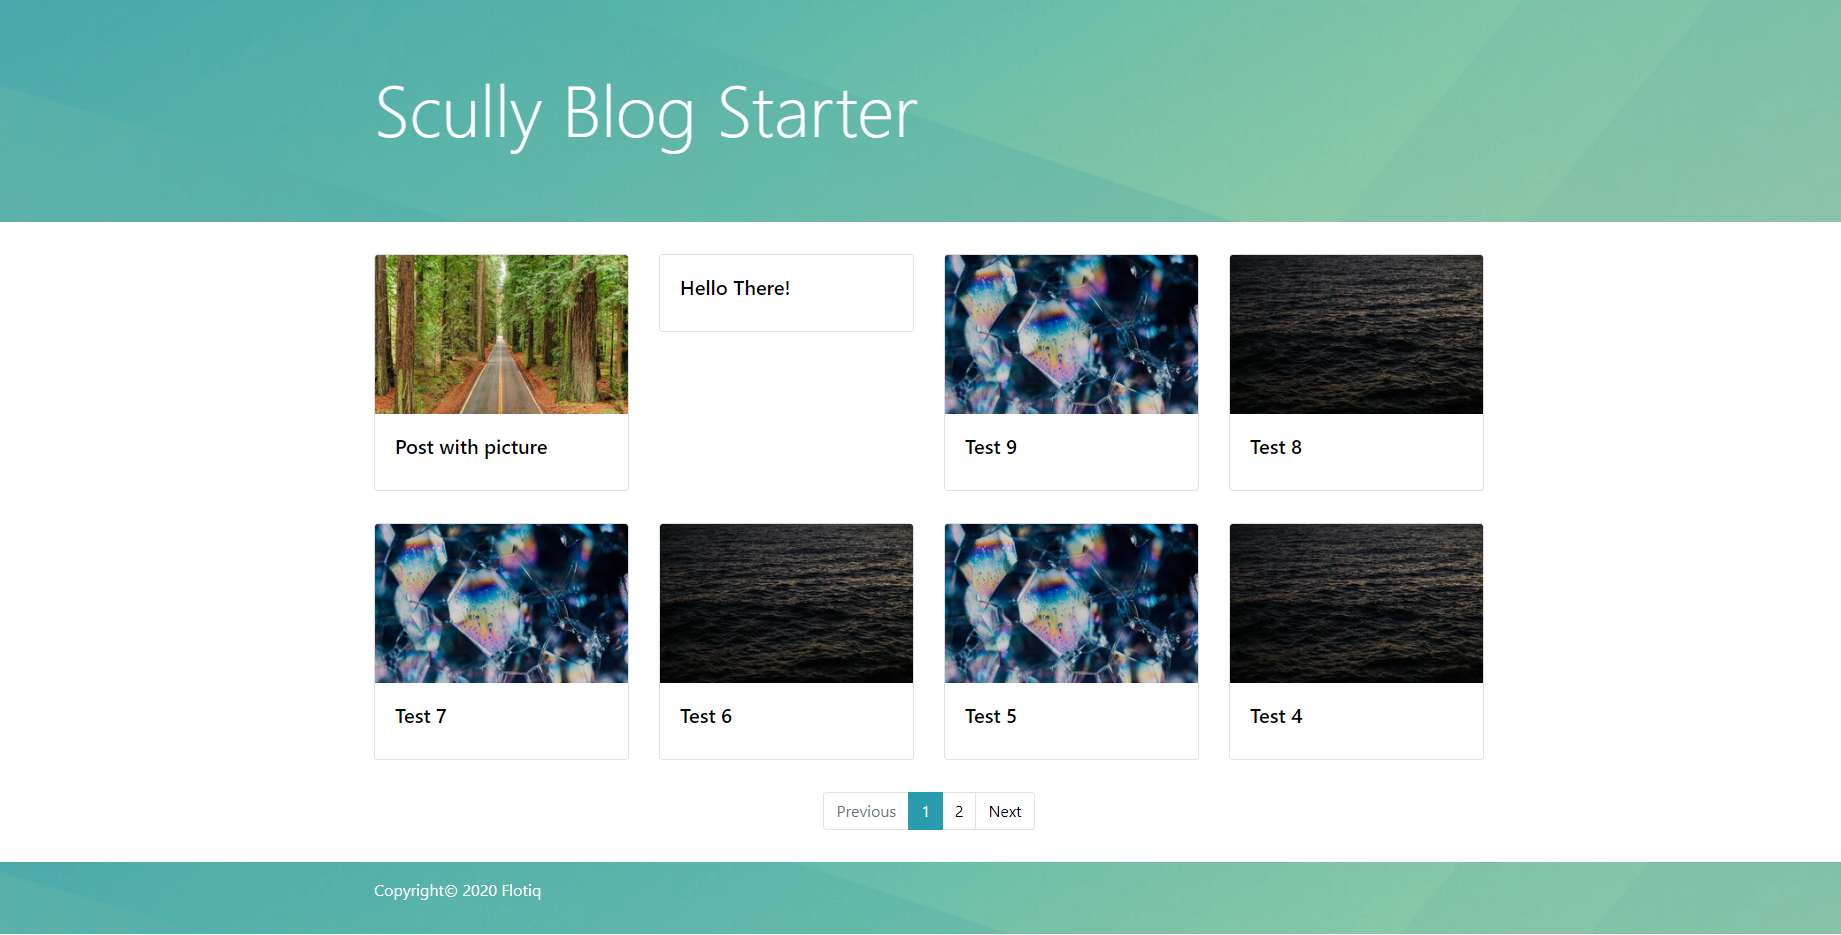 Scully Blog Starter
Post with picture
Hello There!
Test 9
Test 8
Test 7
Test 6
Test 5
Test 4
Previous 1 2 Next
Copyright© 2020 Flotiq